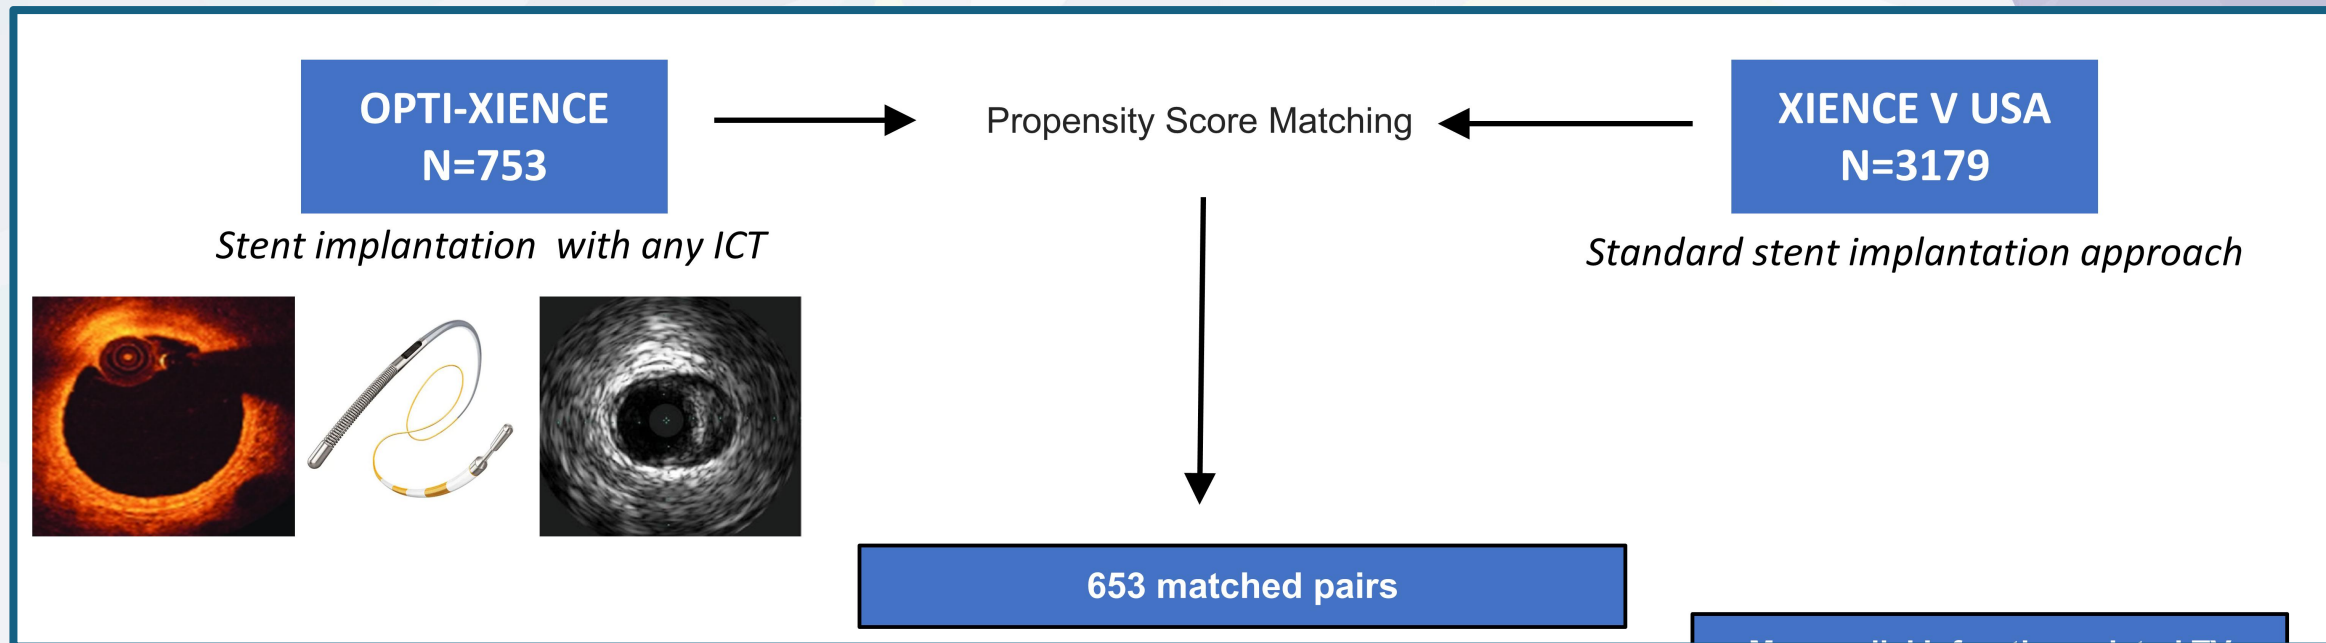 OPTI-XIENCE
N=753
Stent implantation with any ICT
Propensity Score Matching
XIENCE V USA
N=3179
Standard stent implantation approach
653 matched pairs